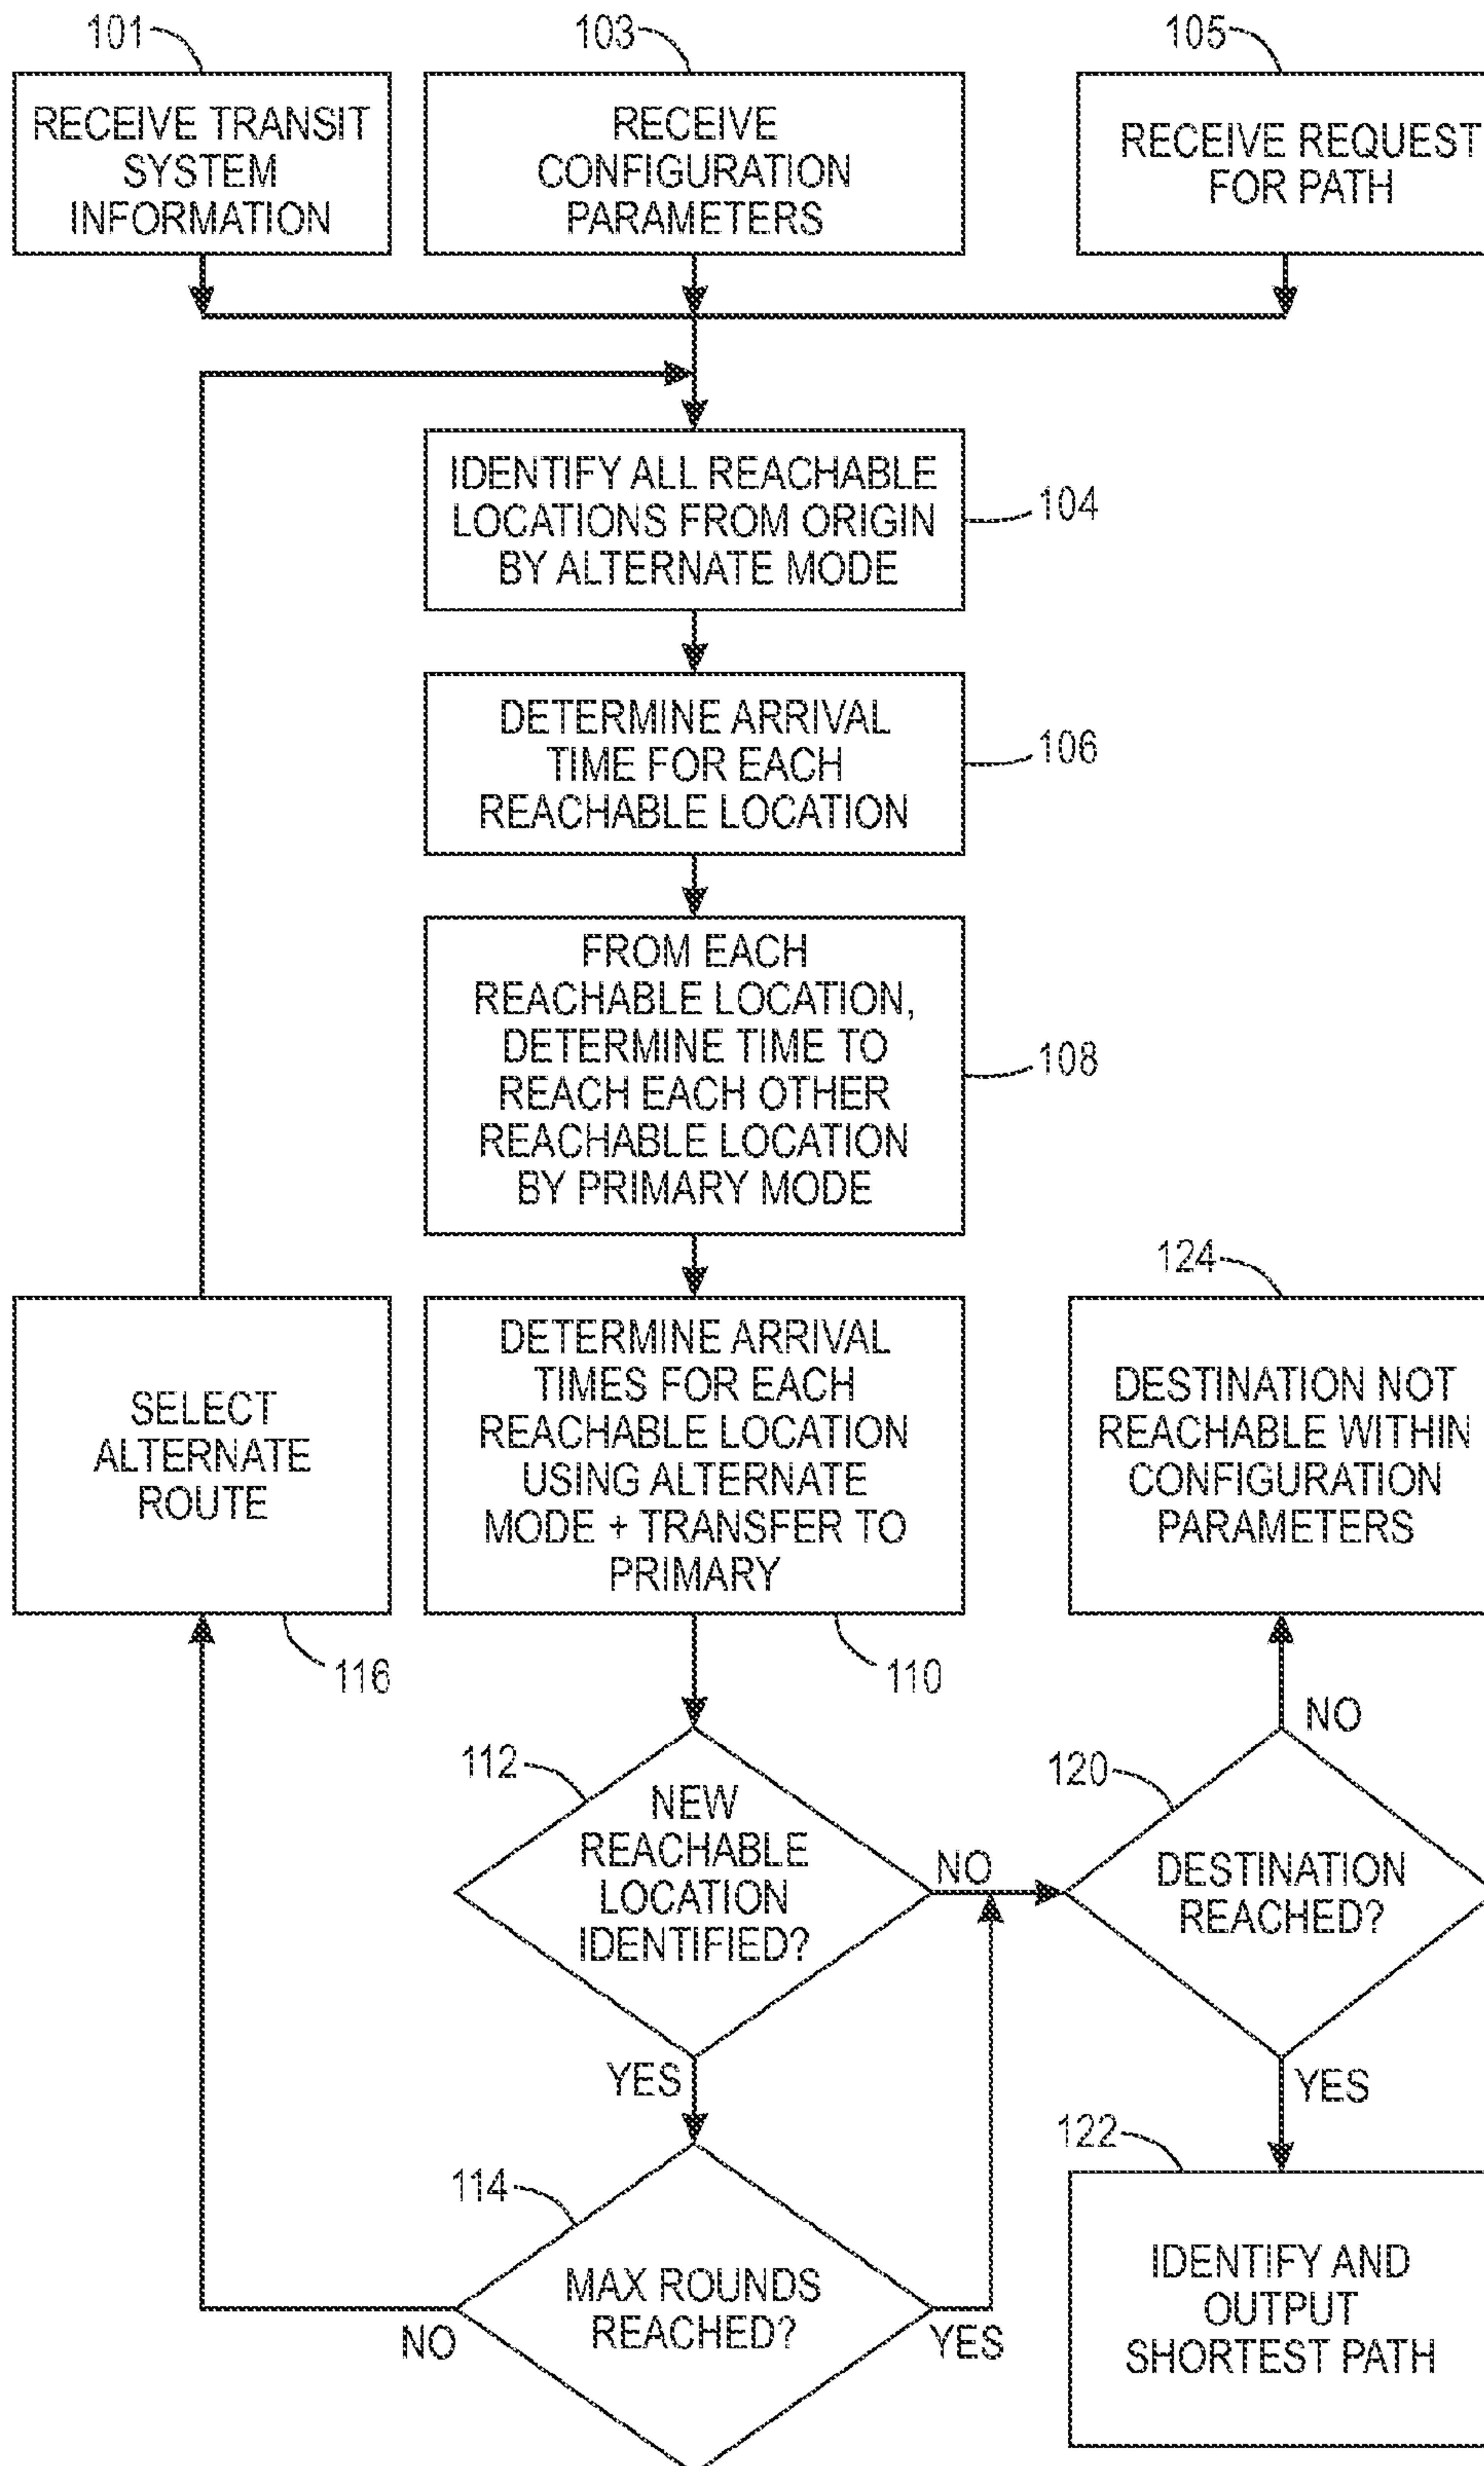 101
RECEIVE TRANSIT
SYSTEM
INFORMATION
103
RECEIVE
CONFIGURATION
PARAMETERS
105
RECEIVE REQUEST
FOR PATH
IDENTIFY ALL REACHABLE
LOCATIONS FROM ORIGIN
BY ALTERNATE MODE
104
DETERMINE ARRIVAL
TIME FOR EACH
REACHABLE LOCATION
106
FROM EACH
REACHABLE LOCATION,
DETERMINE TIME TO
REACH EACH OTHER
REACHABLE LOCATION
BY PRIMARY MODE
108
SELECT
ALTERNATE
ROUTE
116
DETERMINE ARRIVAL
TIMES FOR EACH
REACHABLE LOCATION
USING ALTERNATE
MODE + TRANSFER TO
PRIMARY
110
124
DESTINATION NOT
REACHABLE WITHIN
CONFIGURATION
PARAMETERS
NO
112
NEW
REACHABLE
LOCATION
IDENTIFIED?
NO
YES
120
DESTINATION
REACHED?
YES
114
MAX ROUNDS
REACHED?
NO
YES
122
IDENTIFY AND
OUTPUT
SHORTEST PATH